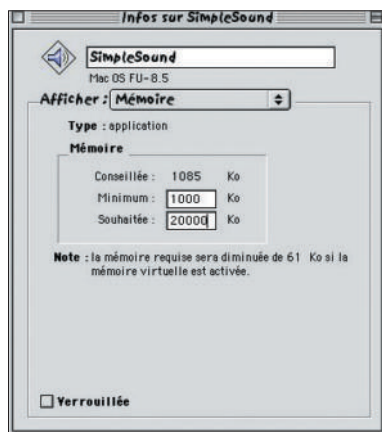 Infos sur SimpleSound
SimpleSound
Mac OS FU-8.5
Afficher : Mémoire
Type : application
Mémoire
Conseillée : 1085 Ko
Minimum : 1000 Ko
Souhaitée : 20000 Ko
Note : la mémoire requise sera diminuée de 61 Ko si la
mémoire virtuelle est activée.
Verrouillée